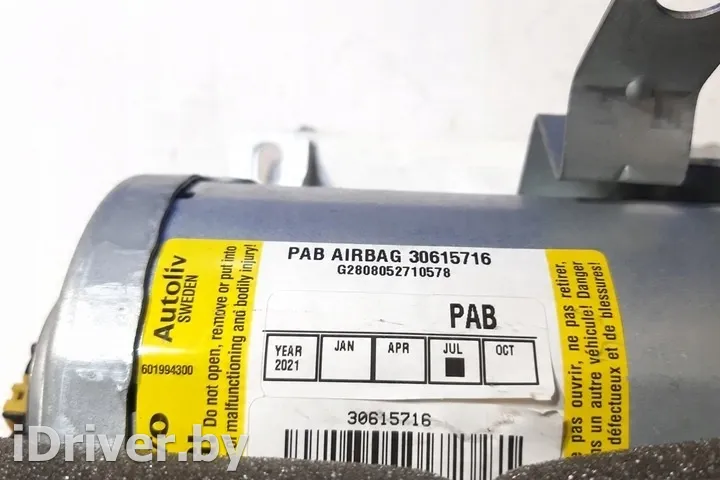 PAB AIRBAG 30615716
G2808052710578
PAB
YEAR 2021 JAN APR JUL OCT
30615716
Autoliv
SWEDEN
601994300
Do not open, remove or put into
malfunctioning and bodily injury!
pas ouvrir, ne pas retirer,
un autre véhicule! Danger
défectueux et de blessures!
iDriver.by